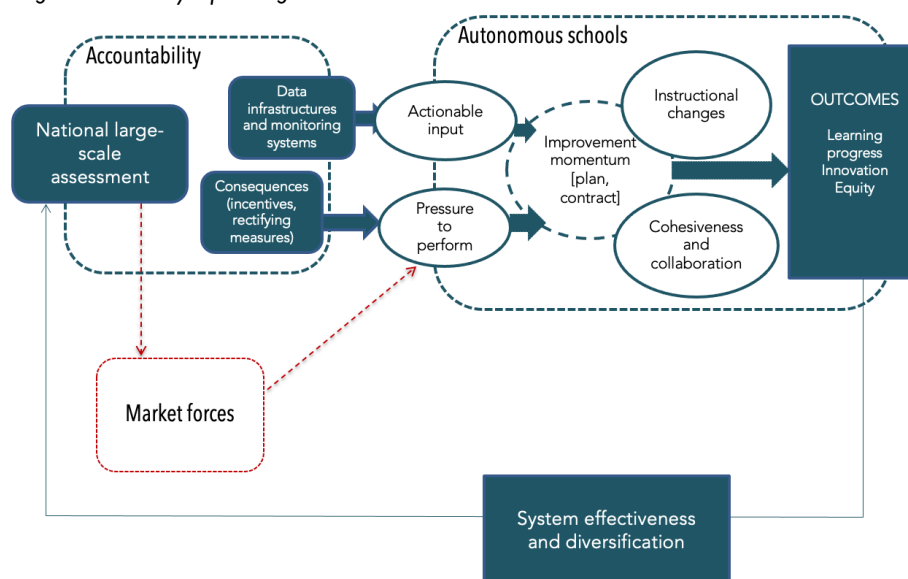 Accountability
Autonomous schools
National large-
scale
assessment
Data
infrastructures
and monitoring
systems
Consequences
(incentives,
rectifying
measures)
Actionable
input
Pressure
to
perform
Improvement
momentum
[plan,
contract]
Instructional
changes
Cohesiveness
and
collaboration
OUTCOMES
Learning
progress
Innovation
Equity
Market forces
System effectiveness
and diversification